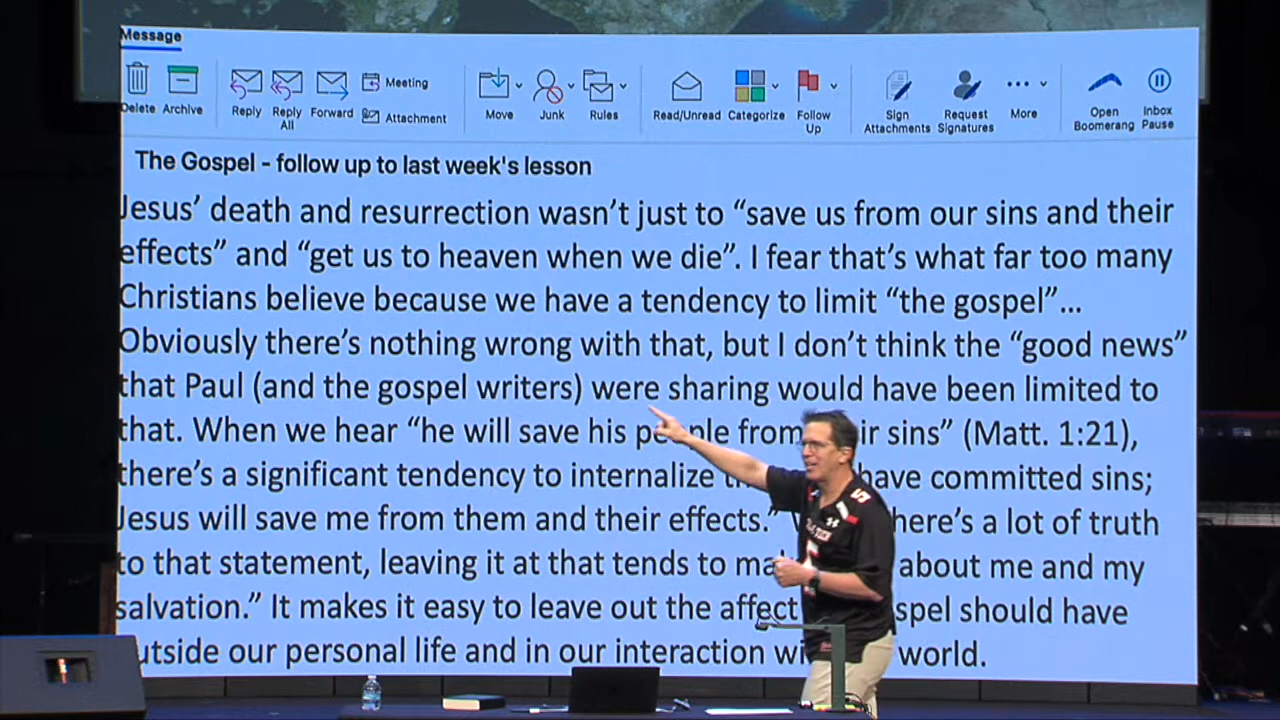 Message
Delete Archive Reply Reply All Forward Meeting Attachment Move Junk Rules Read/Unread Categorize Follow Up Sign Attachments Request Signatures More Open Boomerang Inbox Pause
The Gospel - follow up to last week's lesson
Jesus’ death and resurrection wasn’t just to “save us from our sins and their
effects” and “get us to heaven when we die”. I fear that’s what far too many
Christians believe because we have a tendency to limit “the gospel”...
Obviously there’s nothing wrong with that, but I don’t think the “good news”
that Paul (and the gospel writers) were sharing would have been limited to
that. When we hear “he will save his people from their sins” (Matt. 1:21),
there’s a significant tendency to internalize have committed sins;
Jesus will save me from them and their effects.” here’s a lot of truth
to that statement, leaving it at that tends to about me and my
salvation.” It makes it easy to leave out the affect spel should have
utside our personal life and in our interaction world.